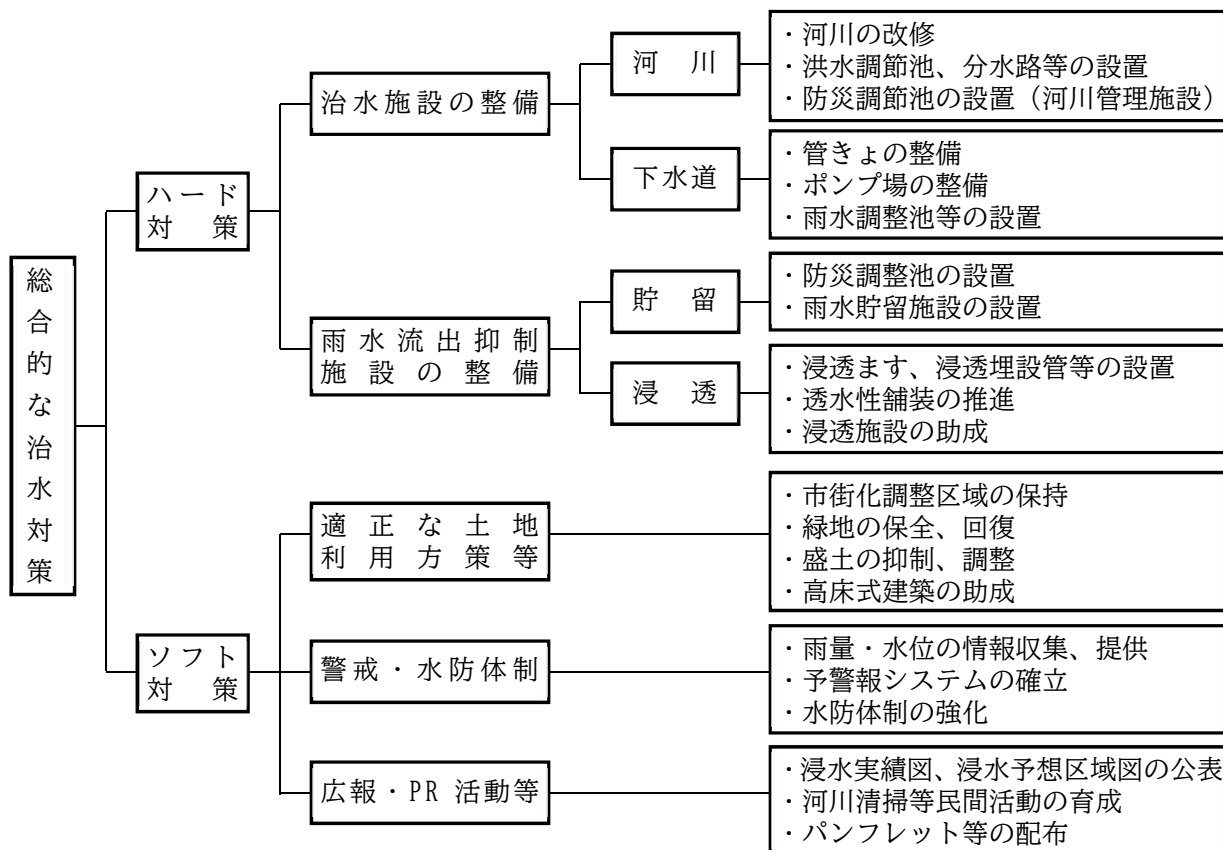 総合的な治水対策
ハード
対策
治水施設の整備
河川
・河川の改修
・洪水調節池、分水路等の設置
・防災調節池の設置（河川管理施設）
下水道
・管きょの整備
・ポンプ場の整備
・雨水調整池等の設置
雨水流出抑制
施設の整備
貯留
・防災調整池の設置
・雨水貯留施設の設置
浸透
・浸透ます、浸透埋設管等の設置
・透水性舗装の推進
・浸透施設の助成
ソフト
対策
適正な土地
利用方策等
・市街化調整区域の保持
・緑地の保全、回復
・盛土の抑制、調整
・高床式建築の助成
警戒・水防体制
・雨量・水位の情報収集、提供
・予警報システムの確立
・水防体制の強化
広報・PR 活動等
・浸水実績図、浸水予想区域図の公表
・河川清掃等民間活動の育成
・パンフレット等の配布